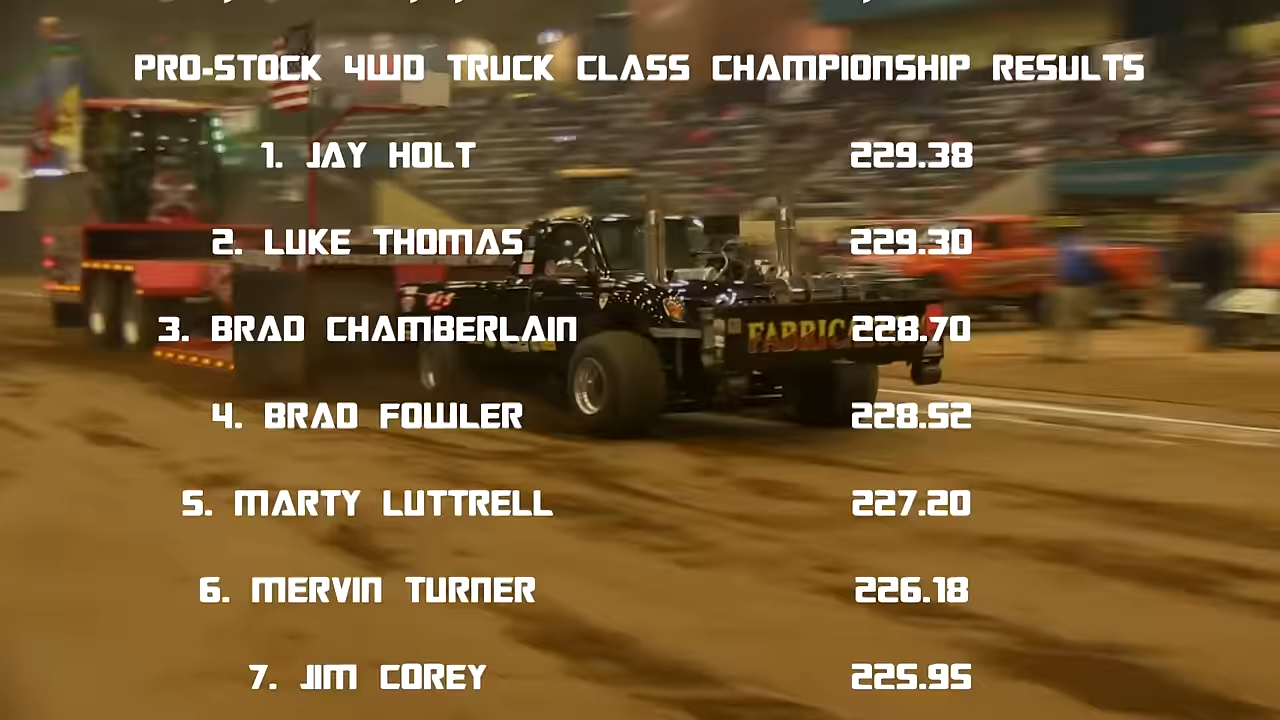 PRO-STOCK 4WD TRUCK CLASS CHAMPIONSHIP RESULTS
1. JAY HOLT 229.38
2. LUKE THOMAS 229.30
3. BRAD CHAMBERLAIN 228.70
4. BRAD FOWLER 228.52
5. MARTY LUTTRELL 227.20
6. MERVIN TURNER 226.18
7. JIM COREY 225.95